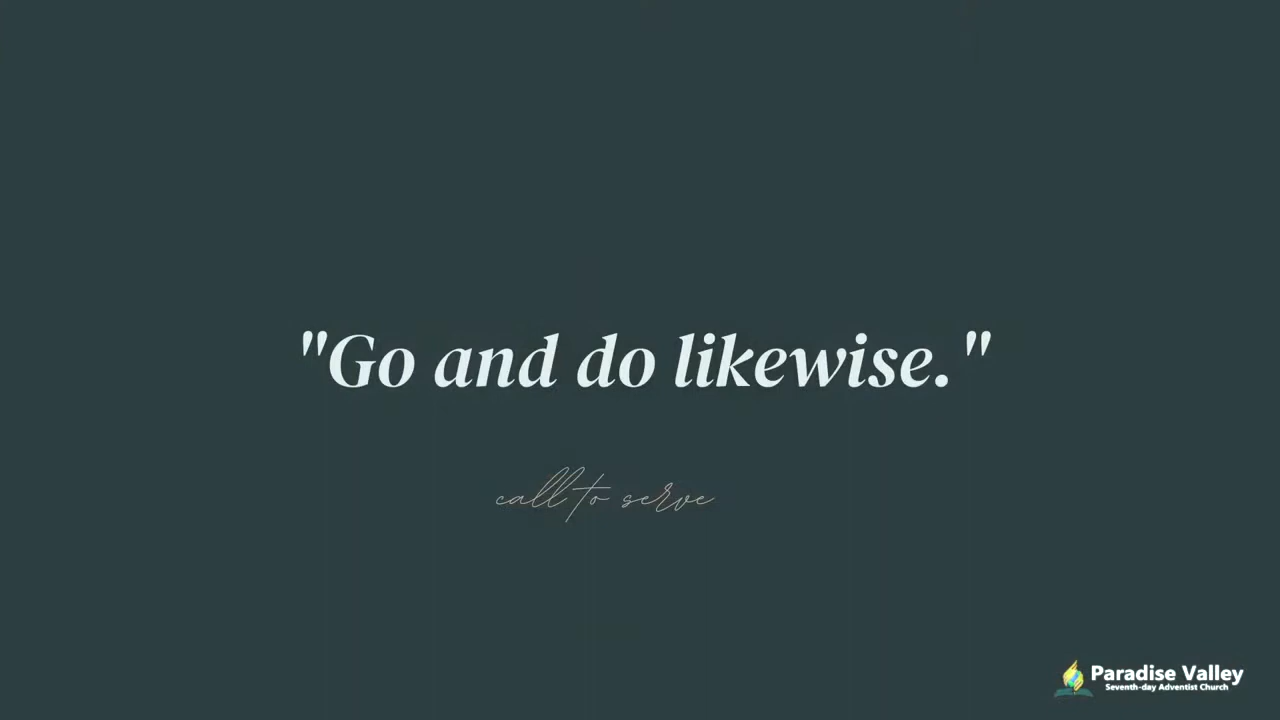 "Go and do likewise."
call to serve
Paradise Valley
Seventh-day Adventist Church